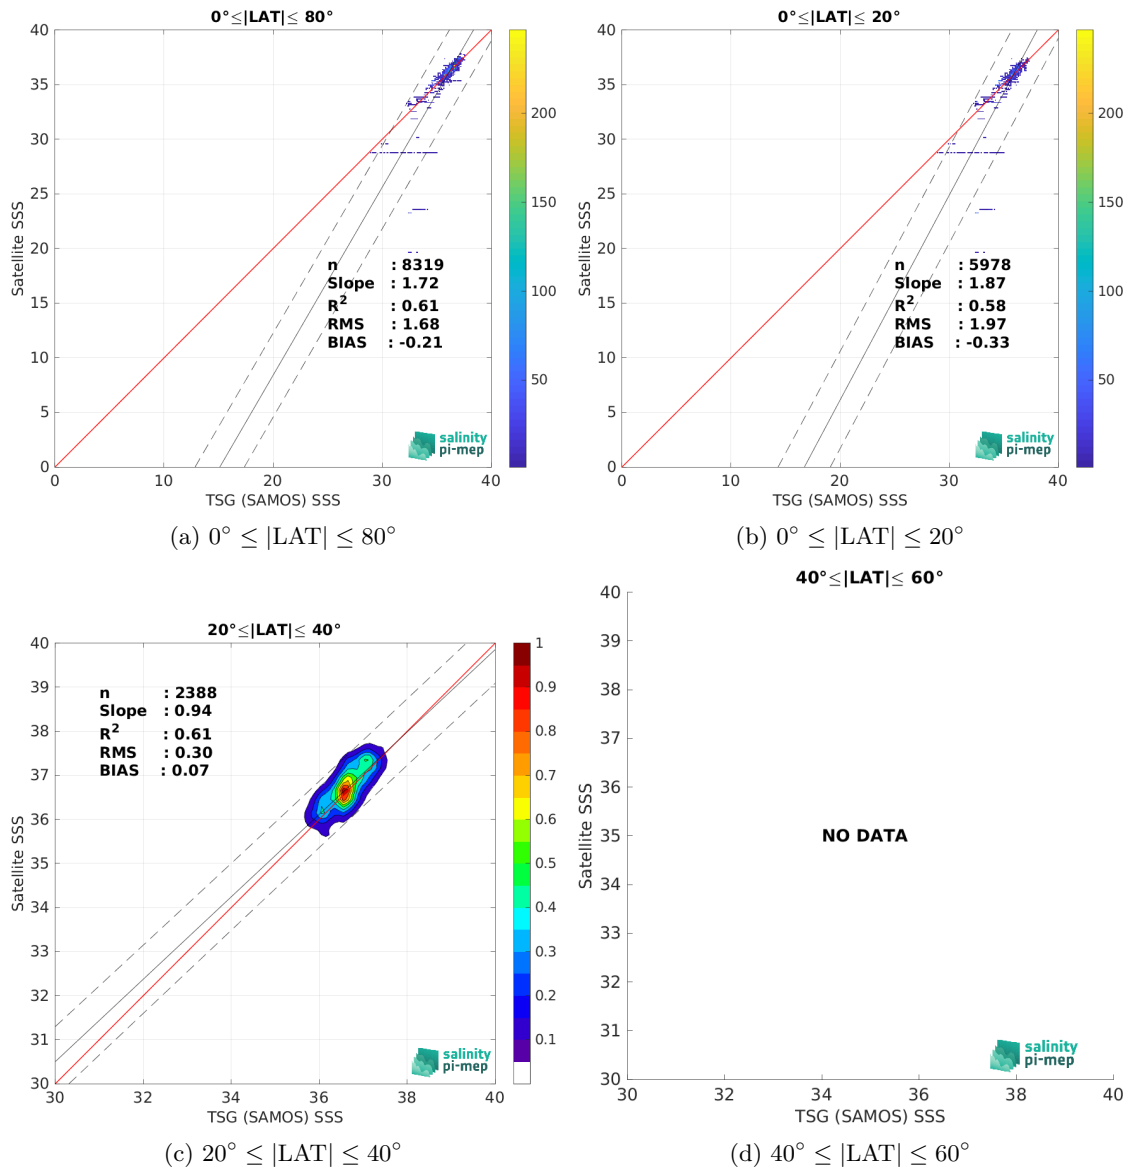 0°≤|LAT|≤ 80°
40
35
30
25
20
15
10
5
0
0
10
20
30
40
Satellite SSS
TSG (SAMOS) SSS
n : 8319
Slope : 1.72
R2 : 0.61
RMS : 1.68
BIAS : -0.21
salinity
pi-mep
200
150
100
50
(a) 0° ≤ |LAT| ≤ 80°
0°≤|LAT|≤ 20°
40
35
30
25
20
15
10
5
0
0
10
20
30
40
Satellite SSS
TSG (SAMOS) SSS
n : 5978
Slope : 1.87
R2 : 0.58
RMS : 1.97
BIAS : -0.33
salinity
pi-mep
200
150
100
50
(b) 0° ≤ |LAT| ≤ 20°
20°≤|LAT|≤ 40°
40
39
38
37
36
35
34
33
32
31
30
30
32
34
36
38
40
Satellite SSS
TSG (SAMOS) SSS
n : 2388
Slope : 0.94
R2 : 0.61
RMS : 0.30
BIAS : 0.07
salinity
pi-mep
1
0.9
0.8
0.7
0.6
0.5
0.4
0.3
0.2
0.1
(c) 20° ≤ |LAT| ≤ 40°
40°≤|LAT|≤ 60°
40
39
38
37
36
35
34
33
32
31
30
30
32
34
36
38
40
Satellite SSS
TSG (SAMOS) SSS
NO DATA
salinity
pi-mep
(d) 40° ≤ |LAT| ≤ 60°